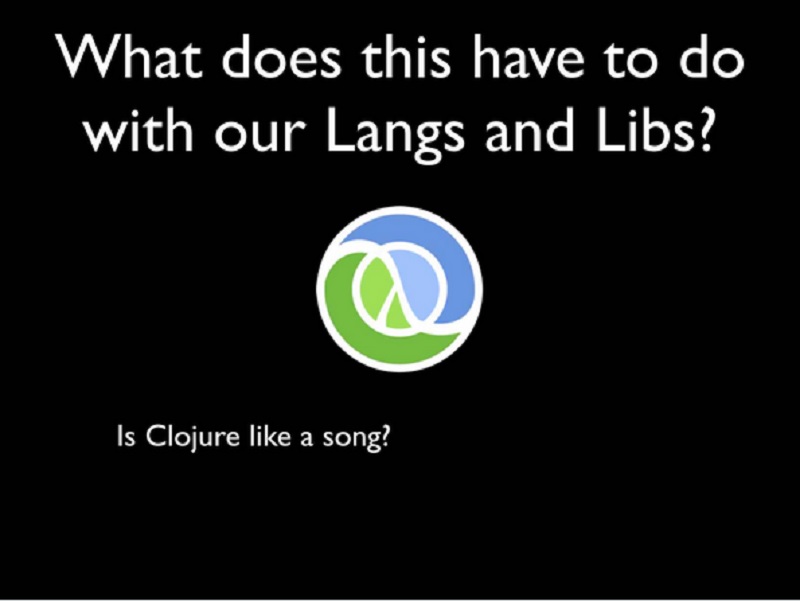 What does this have to do
with our Langs and Libs?
Is Clojure like a song?